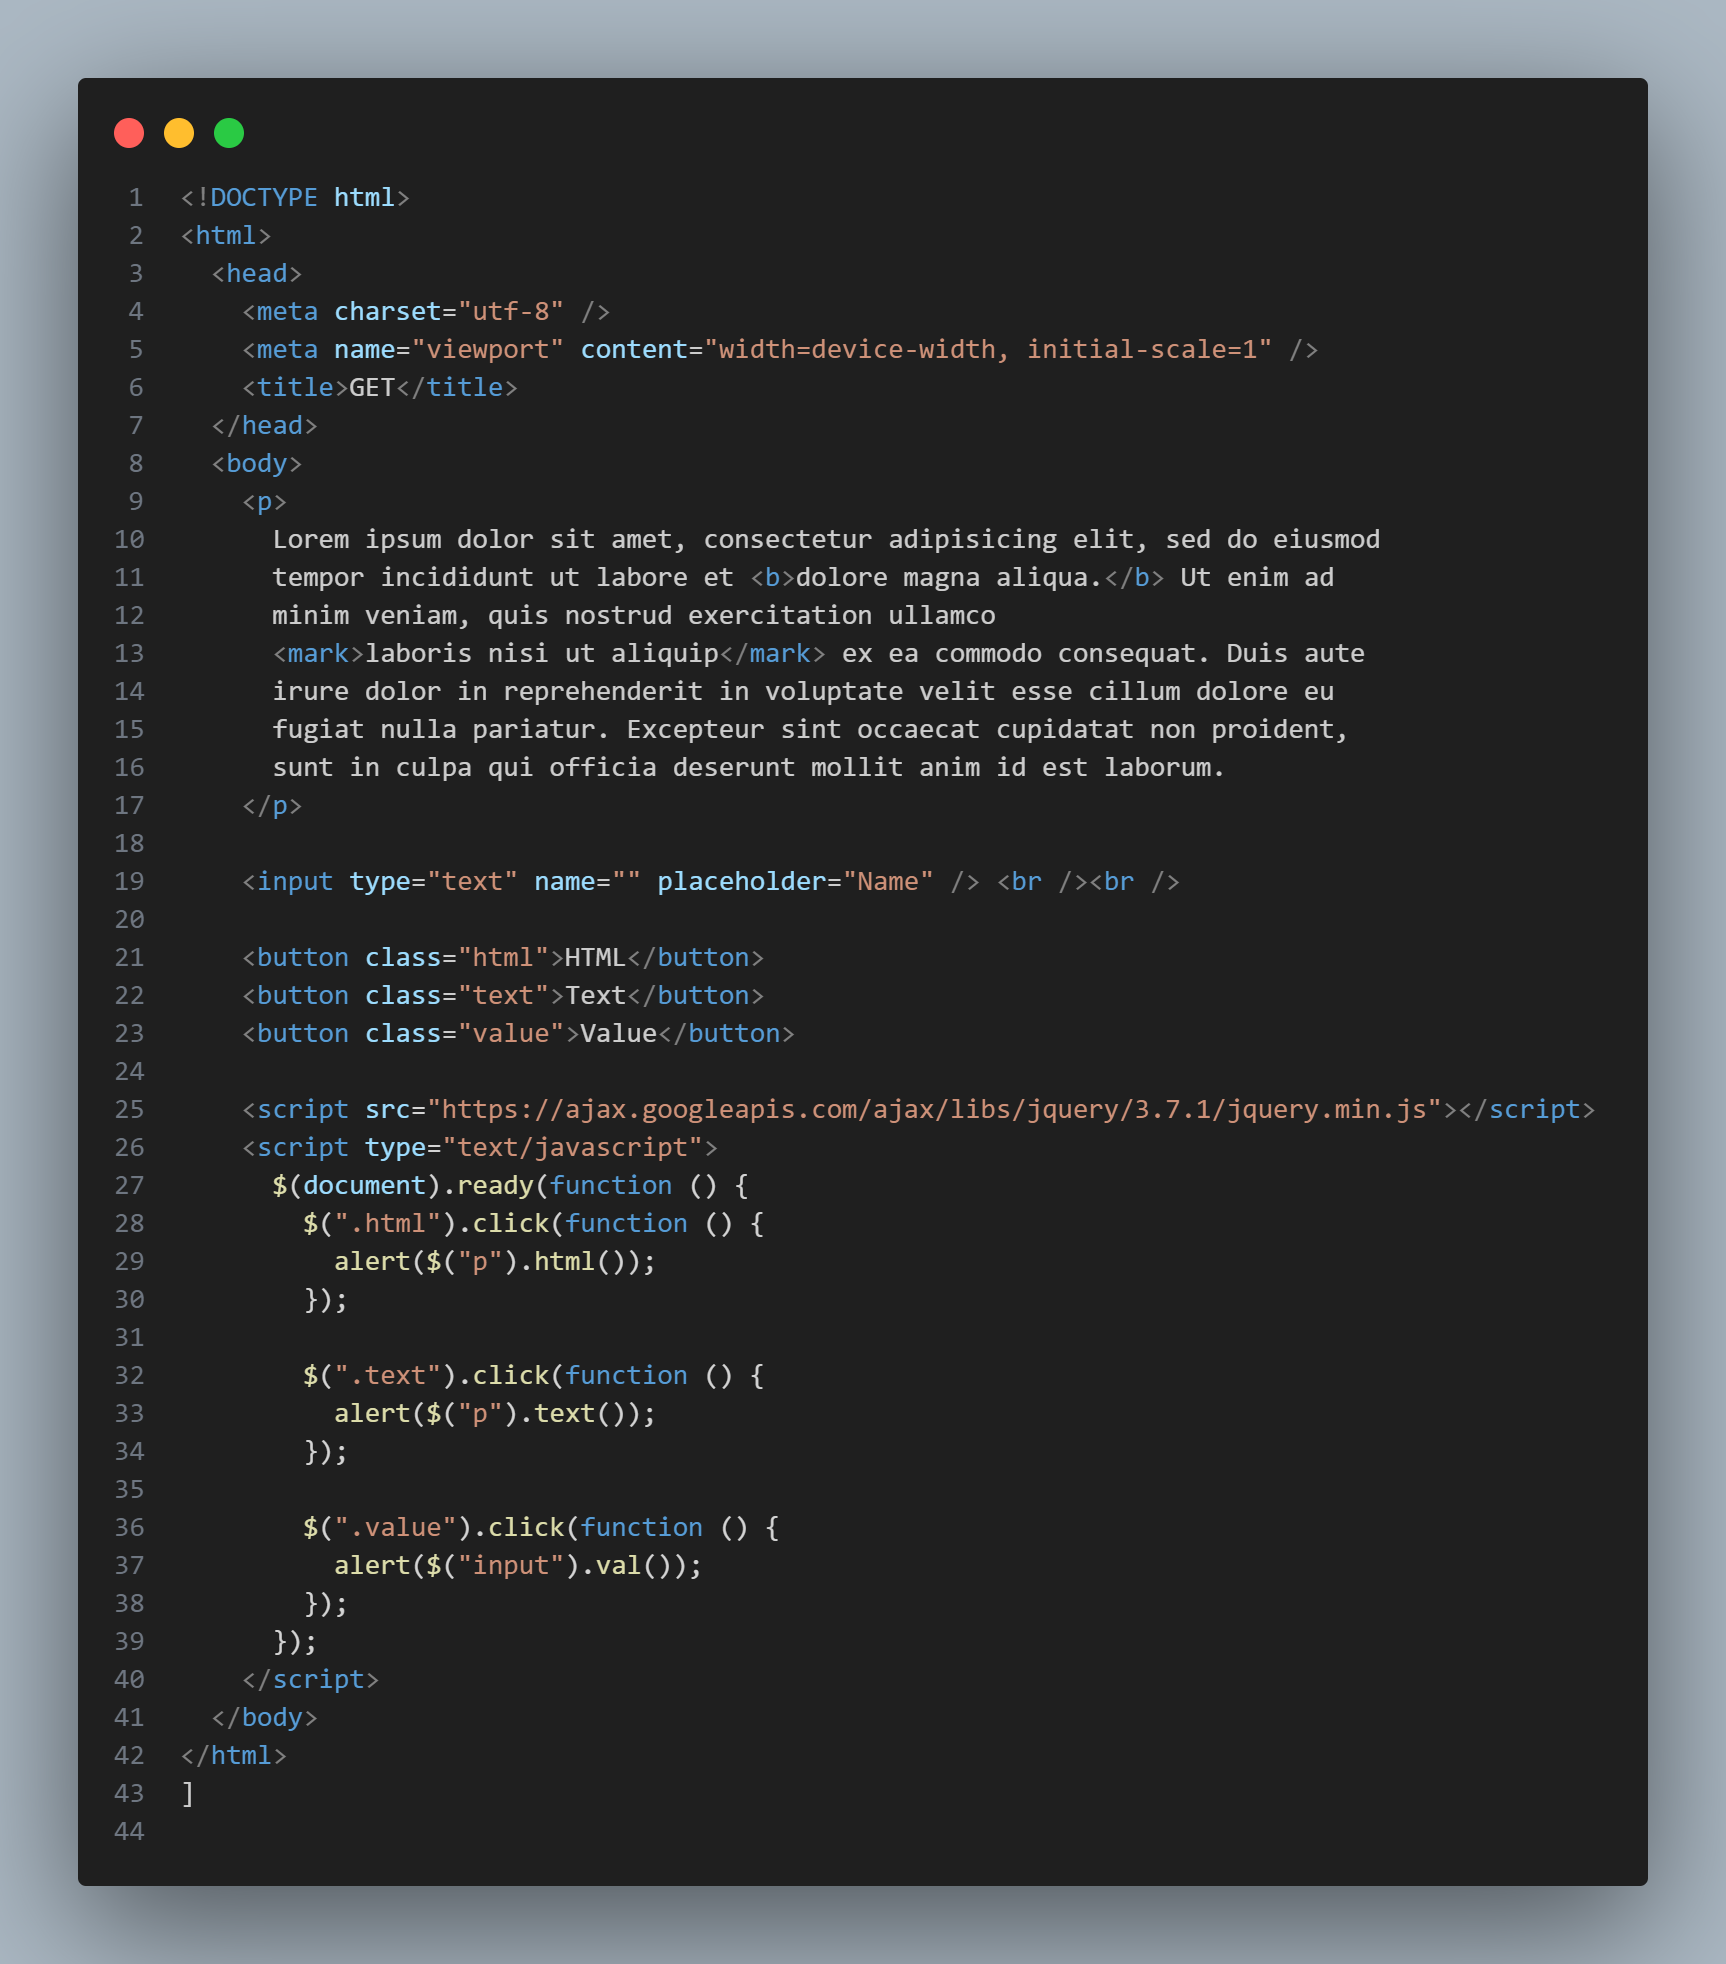 1 <!DOCTYPE html>
2 <html>
3   <head>
4     <meta charset="utf-8" />
5     <meta name="viewport" content="width=device-width, initial-scale=1" />
6     <title>GET</title>
7   </head>
8   <body>
9     <p>
10       Lorem ipsum dolor sit amet, consectetur adipisicing elit, sed do eiusmod
11       tempor incididunt ut labore et <b>dolore magna aliqua.</b> Ut enim ad
12       minim veniam, quis nostrud exercitation ullamco
13       <mark>laboris nisi ut aliquip</mark> ex ea commodo consequat. Duis aute
14       irure dolor in reprehenderit in voluptate velit esse cillum dolore eu
15       fugiat nulla pariatur. Excepteur sint occaecat cupidatat non proident,
16       sunt in culpa qui officia deserunt mollit anim id est laborum.
17     </p>
18
19     <input type="text" name="" placeholder="Name" /> <br /><br />
20
21     <button class="html">HTML</button>
22     <button class="text">Text</button>
23     <button class="value">Value</button>
24
25     <script src="https://ajax.googleapis.com/ajax/libs/jquery/3.7.1/jquery.min.js"></script>
26     <script type="text/javascript">
27       $(document).ready(function () {
28         $(".html").click(function () {
29           alert($("p").html());
30         });
31
32         $(".text").click(function () {
33           alert($("p").text());
34         });
35
36         $(".value").click(function () {
37           alert($("input").val());
38         });
39       });
40     </script>
41   </body>
42 </html>
43 ]
44